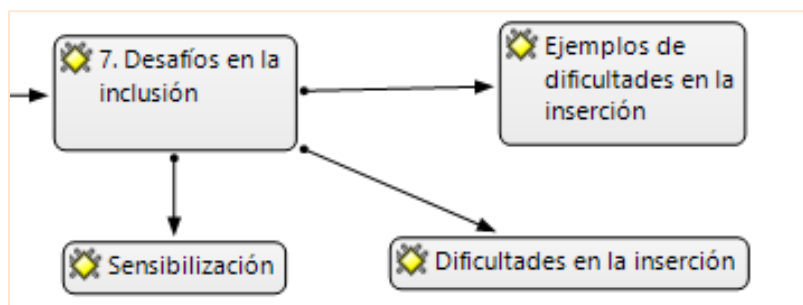 7. Desafíos en la
inclusión
Ejemplos de
dificultades en la
inserción
Sensibilización
Dificultades en la inserción